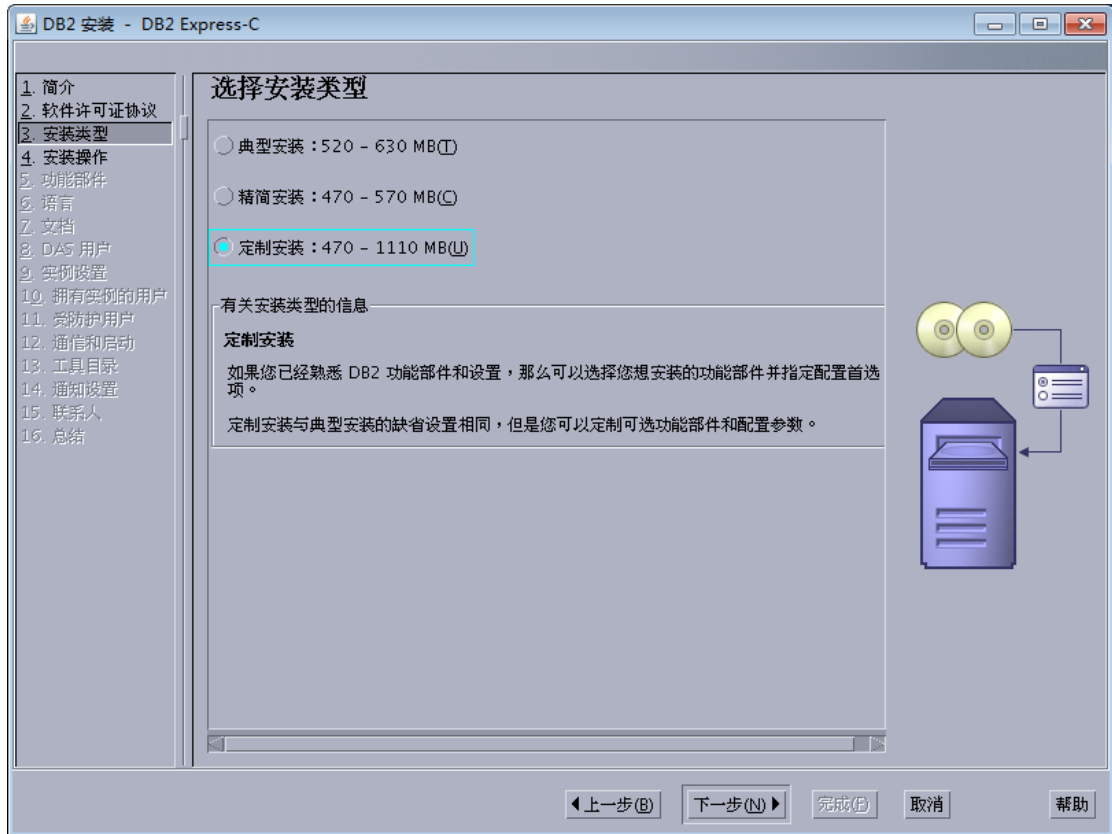 DB2 安装 - DB2 Express-C
1. 简介
2. 软件许可证协议
3. 安装类型
4. 安装操作
5. 功能部件
6. 语言
7. 文档
8. DAS 用户
9. 实例设置
10. 拥有实例的用户
11. 受防护用户
12. 通信和启动
13. 工具目录
14. 通知设置
15. 联系人
16. 总结
选择安装类型
典型安装：520 – 630 MB(T)
精简安装：470 – 570 MB(C)
定制安装：470 – 1110 MB(U)
有关安装类型的信息
定制安装
如果您已经熟悉 DB2 功能部件和设置，那么可以选择您想安装的功能部件并指定配置首选
项。
定制安装与典型安装的缺省设置相同，但是您可以定制可选功能部件和配置参数。
上一步(B) 下一步(N) 完成(F) 取消 帮助